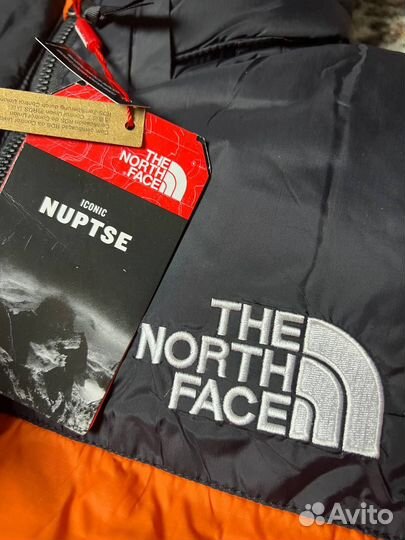 THE
NORTH
FACE
ICONIC
NUPTSE
THE
NORTH
FACE
Avito